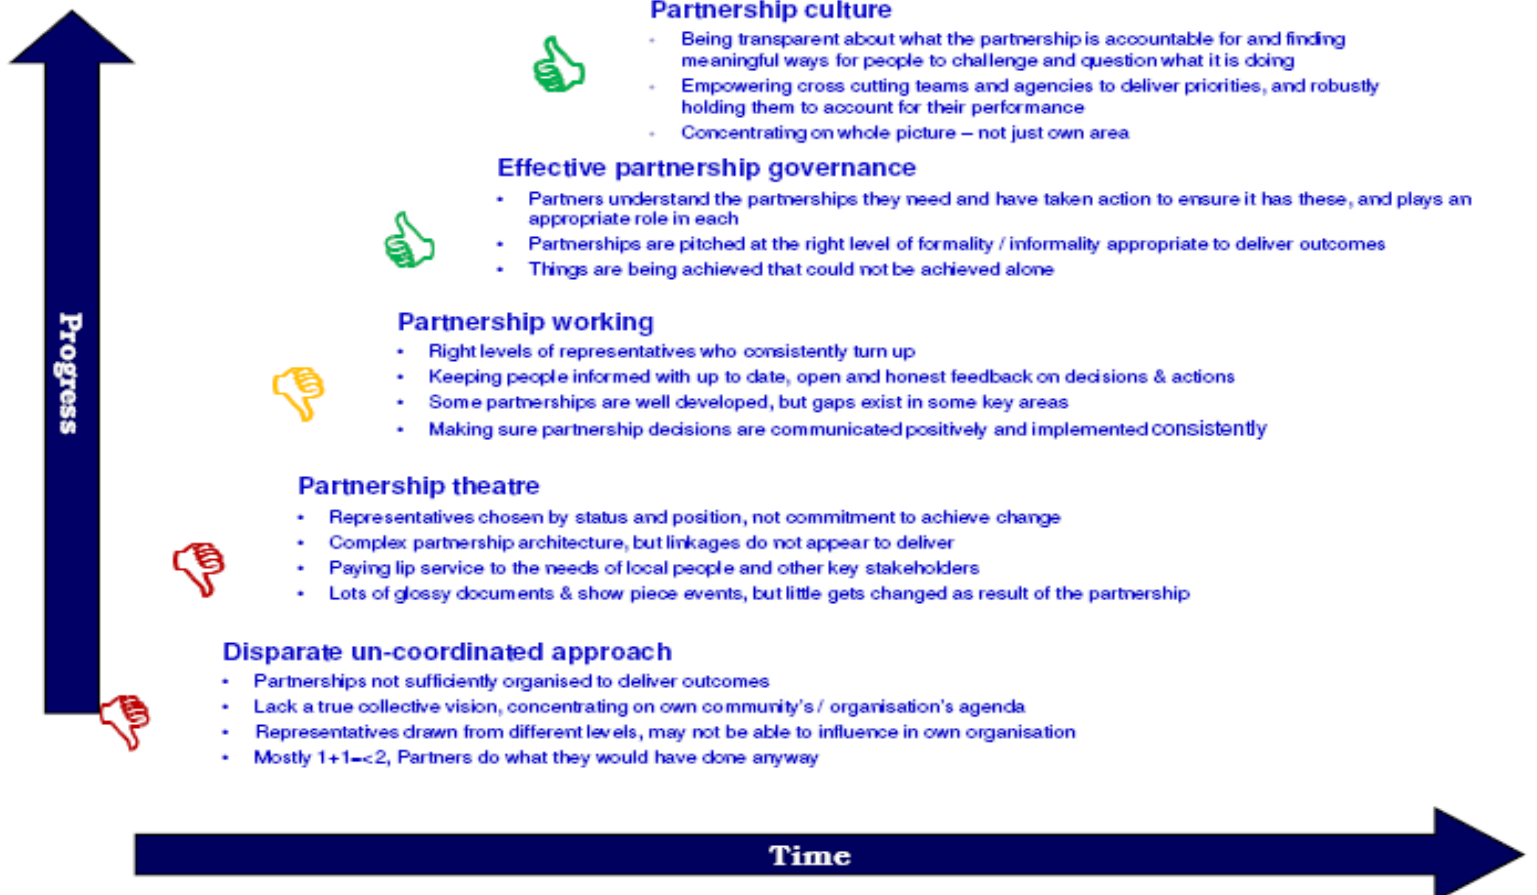 Partnership culture
- Being transparent about what the partnership is accountable for and finding
meaningful ways for people to challenge and question what it is doing
- Empowering cross cutting teams and agencies to deliver priorities, and robustly
holding them to account for their performance
- Concentrating on whole picture – not just own area
Effective partnership governance
• Partners understand the partnerships they need and have taken action to ensure it has these, and plays an
appropriate role in each
• Partnerships are pitched at the right level of formality / informality appropriate to deliver outcomes
• Things are being achieved that could not be achieved alone
Partnership working
• Right levels of representatives who consistently turn up
• Keeping people informed with up to date, open and honest feedback on decisions & actions
• Some partnerships are well developed, but gaps exist in some key areas
• Making sure partnership decisions are communicated positively and implemented consistently
Partnership theatre
• Representatives chosen by status and position, not commitment to achieve change
• Complex partnership architecture, but linkages do not appear to deliver
• Paying lip service to the needs of local people and other key stakeholders
• Lots of glossy documents & show piece events, but little gets changed as result of the partnership
Disparate un-coordinated approach
• Partnerships not sufficiently organised to deliver outcomes
• Lack a true collective vision, concentrating on own community's / organisation's agenda
• Representatives drawn from different levels, may not be able to influence in own organisation
• Mostly 1+1=<2, Partners do what they would have done anyway
Progress
Time